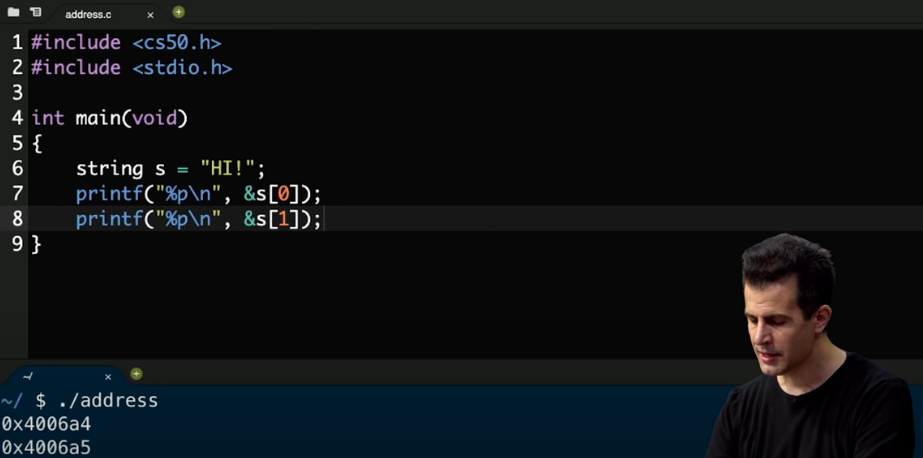 address.c
1 #include <cs50.h>
2 #include <stdio.h>
3
4 int main(void)
5 {
6     string s = "HI!";
7     printf("%p\n", &s[0]);
8     printf("%p\n", &s[1]);
9 }
~/
~/ $ ./address
0x4006a4
0x4006a5